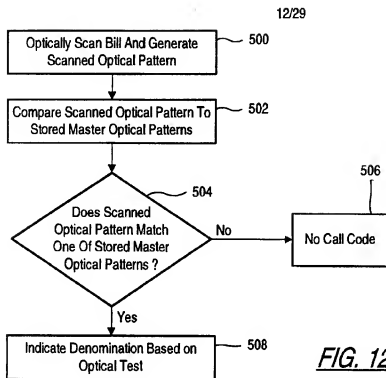 12/29
Optically Scan Bill And Generate
Scanned Optical Pattern
500
Compare Scanned Optical Pattern To
Stored Master Optical Patterns
502
504
Does Scanned
Optical Pattern Match
One Of Stored Master
Optical Patterns ?
No
506
No Call Code
Yes
Indicate Denomination Based on
Optical Test
508
FIG. 12